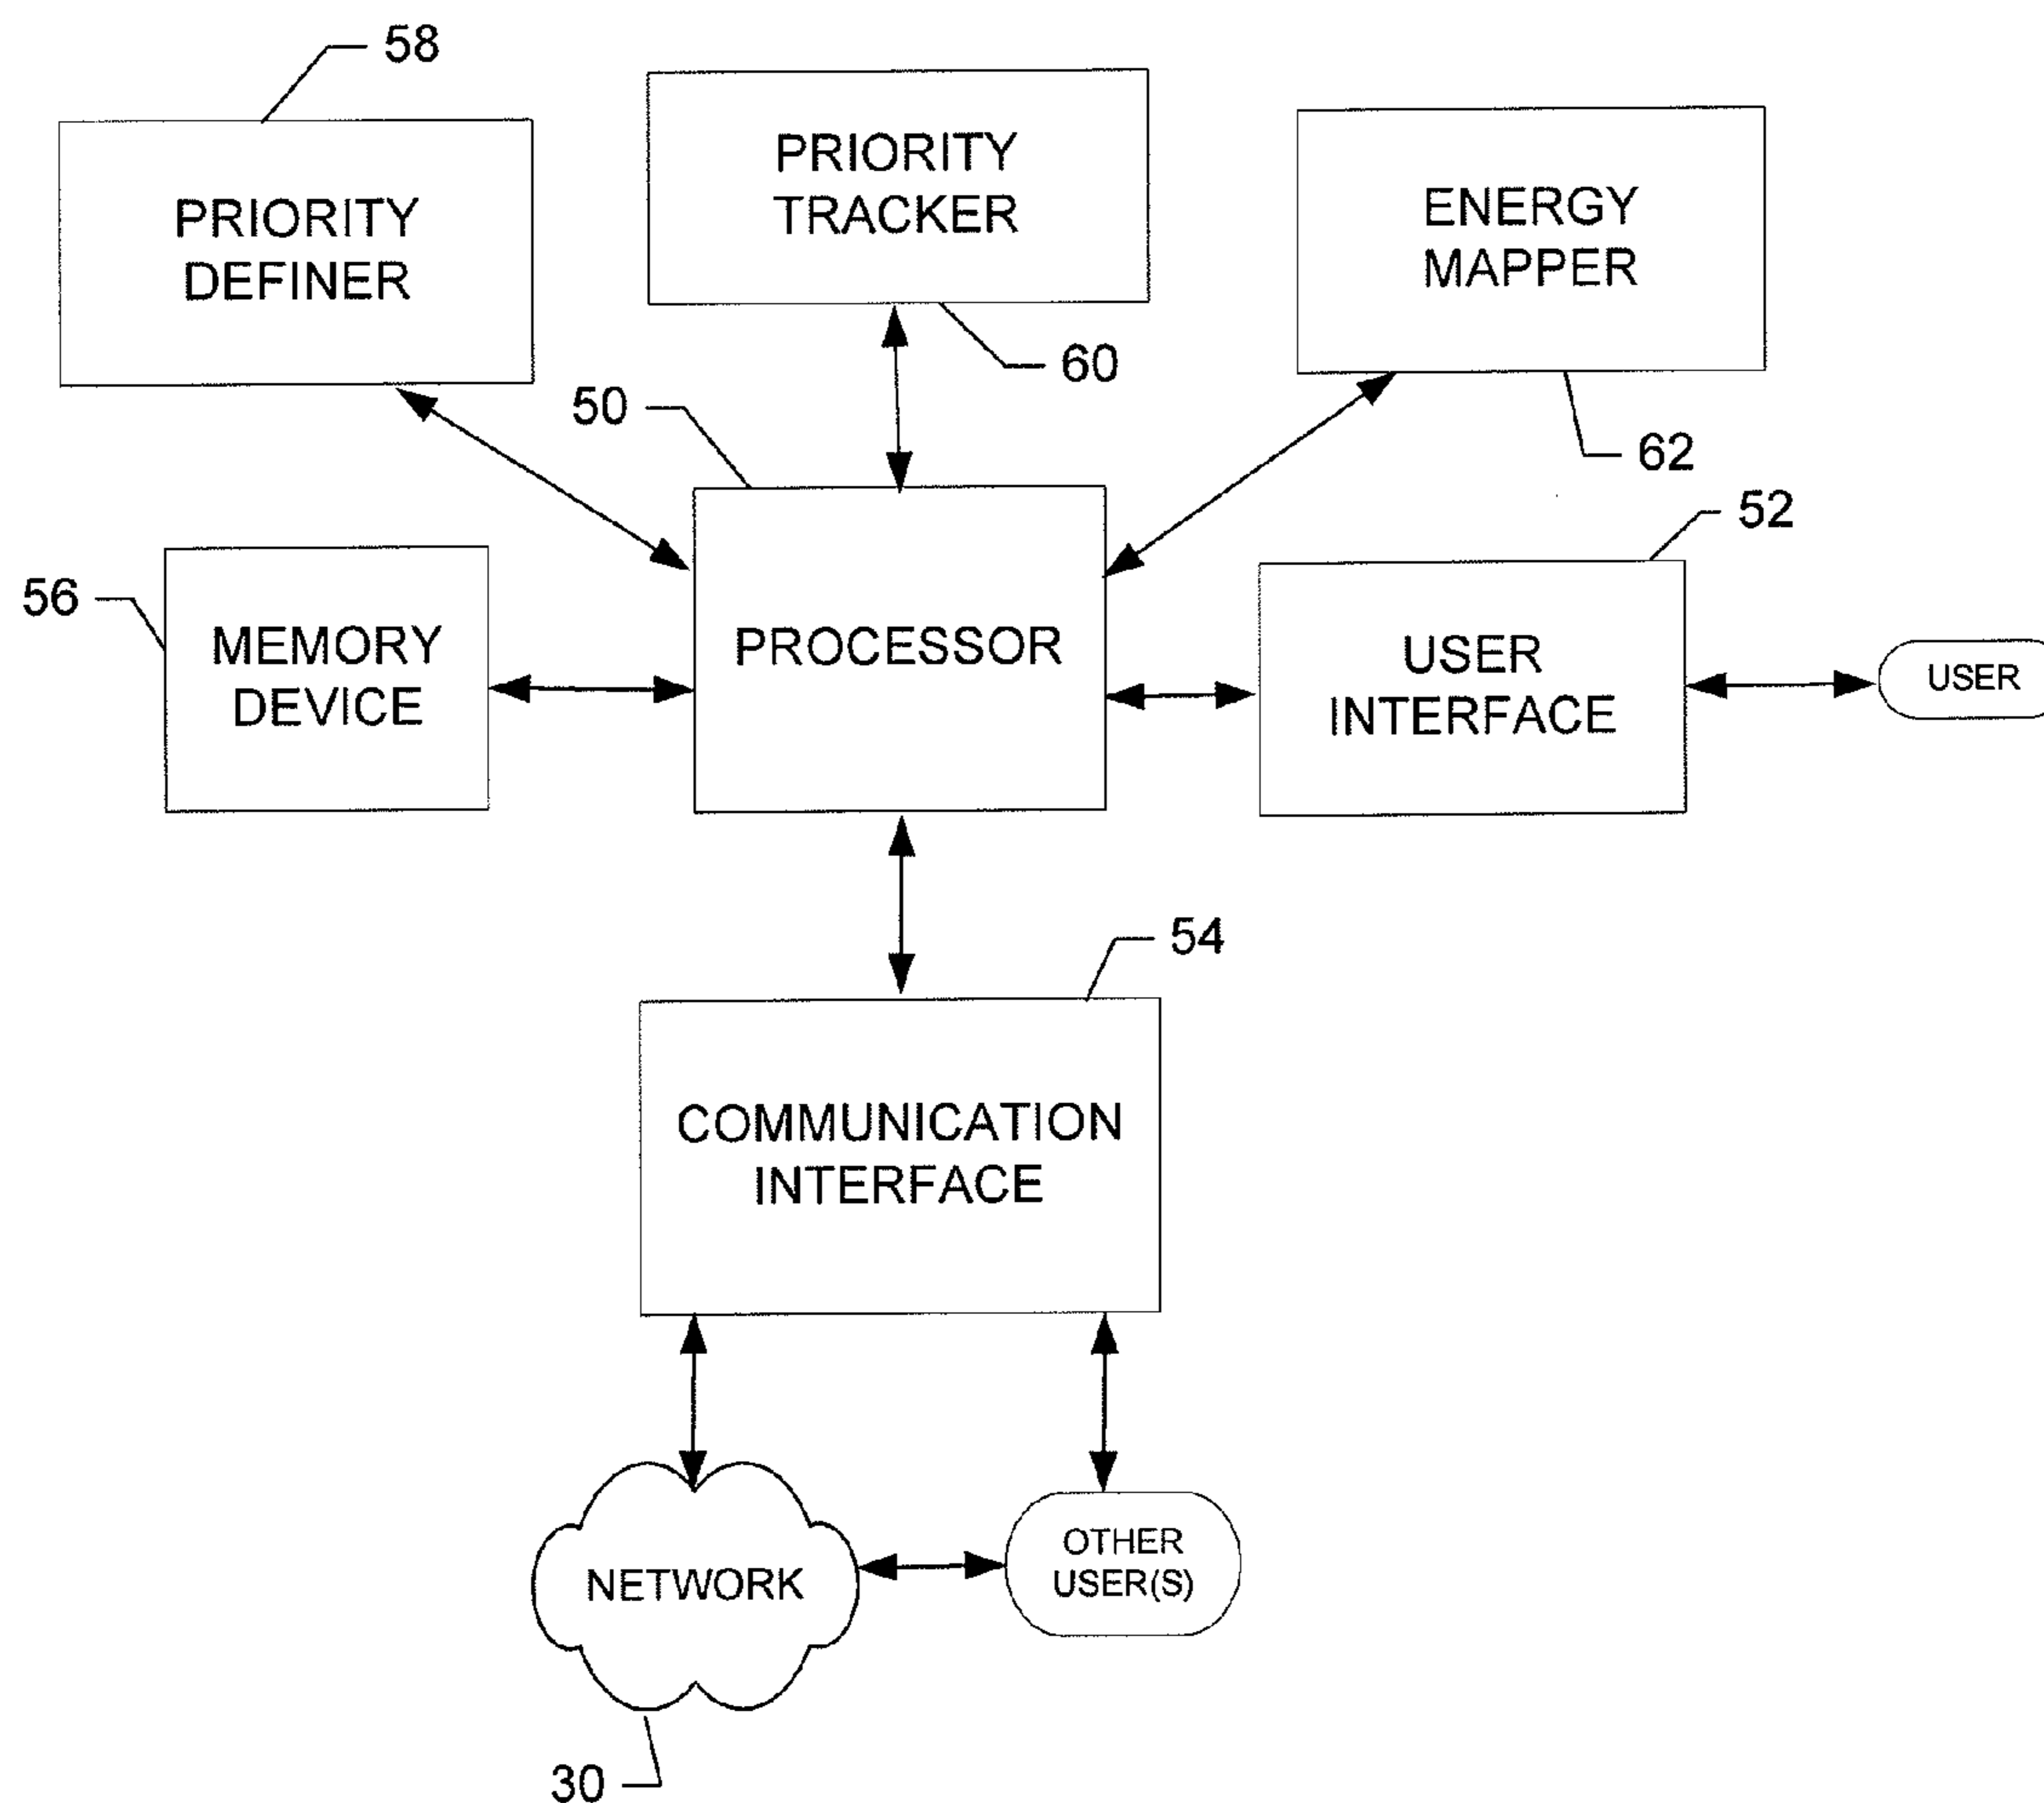 58
PRIORITY
DEFINER
PRIORITY
TRACKER
60
ENERGY
MAPPER
62
50
PROCESSOR
52
USER
INTERFACE
USER
56
MEMORY
DEVICE
54
COMMUNICATION
INTERFACE
NETWORK
OTHER
USER(S)
30